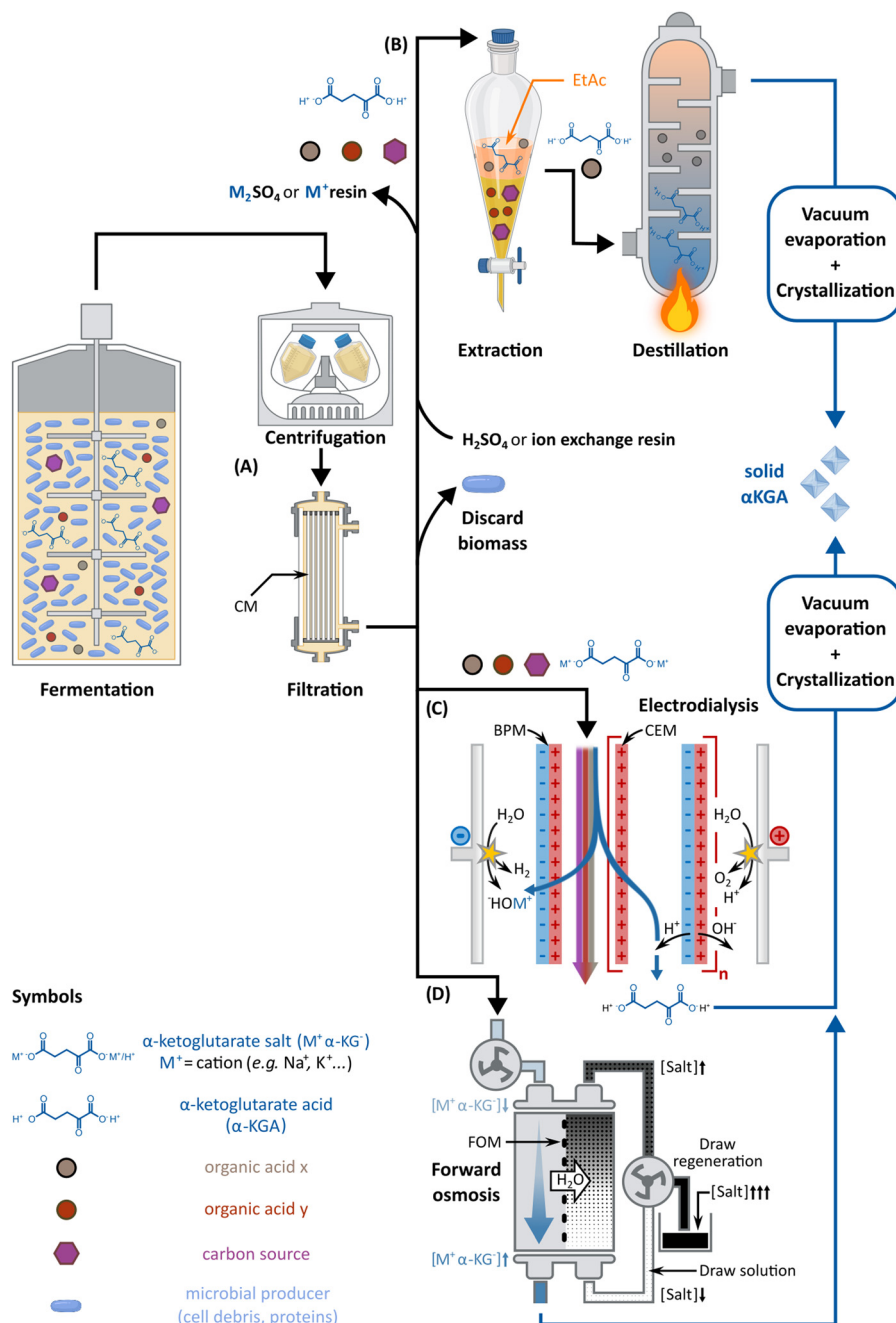 (B)
H⁺ ⁻O O O O O⁻ H⁺
EtAc
H⁺ ⁻O O O O O⁻ H⁺
M₂SO₄ or M⁺resin
Vacuum
evaporation
+
Crystallization
Extraction
Destillation
Centrifugation
H₂SO₄ or ion exchange resin
(A)
solid
αKGA
Discard
biomass
CM
Fermentation
Filtration
Vacuum
evaporation
+
Crystallization
M⁺ ⁻O O O O O⁻ M⁺
(C)
Electrodialysis
BPM
CEM
H₂O
H₂O
-
+
H₂
O₂
H⁺
⁻HOM⁺
H⁺
OH⁻
n
(D)
H⁺ ⁻O O O O O⁻ H⁺
Symbols
M⁺ ⁻O O O O O⁻ M⁺/H⁺
α-ketoglutarate salt (M⁺ α-KG⁻)
M⁺ = cation (e.g. Na⁺, K⁺...)
H⁺ ⁻O O O O O⁻ H⁺
α-ketoglutarate acid
(α-KGA)
organic acid x
organic acid y
carbon source
microbial producer
(cell debris, proteins)
[Salt]↑
[M⁺ α-KG⁻]↓
FOM
Forward
osmosis
H₂O
Draw
regeneration
[Salt]↑↑↑
[M⁺ α-KG⁻]↑
Draw solution
[Salt]↓